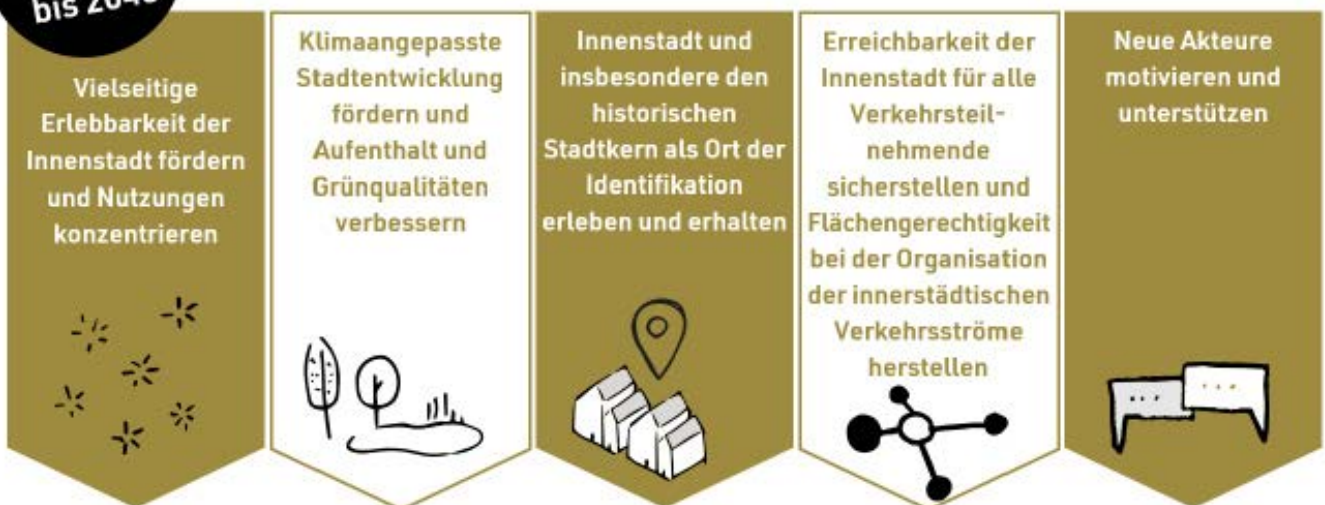 bis 2040
Vielseitige
Erlebbarkeit der
Innenstadt fördern
und Nutzungen
konzentrieren
Klimaangepasste
Stadtentwicklung
fördern und
Aufenthalt und
Grünqualitäten
verbessern
Innenstadt und
insbesondere den
historischen
Stadtkern als Ort der
Identifikation
erleben und erhalten
Erreichbarkeit der
Innenstadt für alle
Verkehrsteil-
nehmende
sicherstellen und
Flächengerechtigkeit
bei der Organisation
der innerstädtischen
Verkehrsströme
herstellen
Neue Akteure
motivieren und
unterstützen